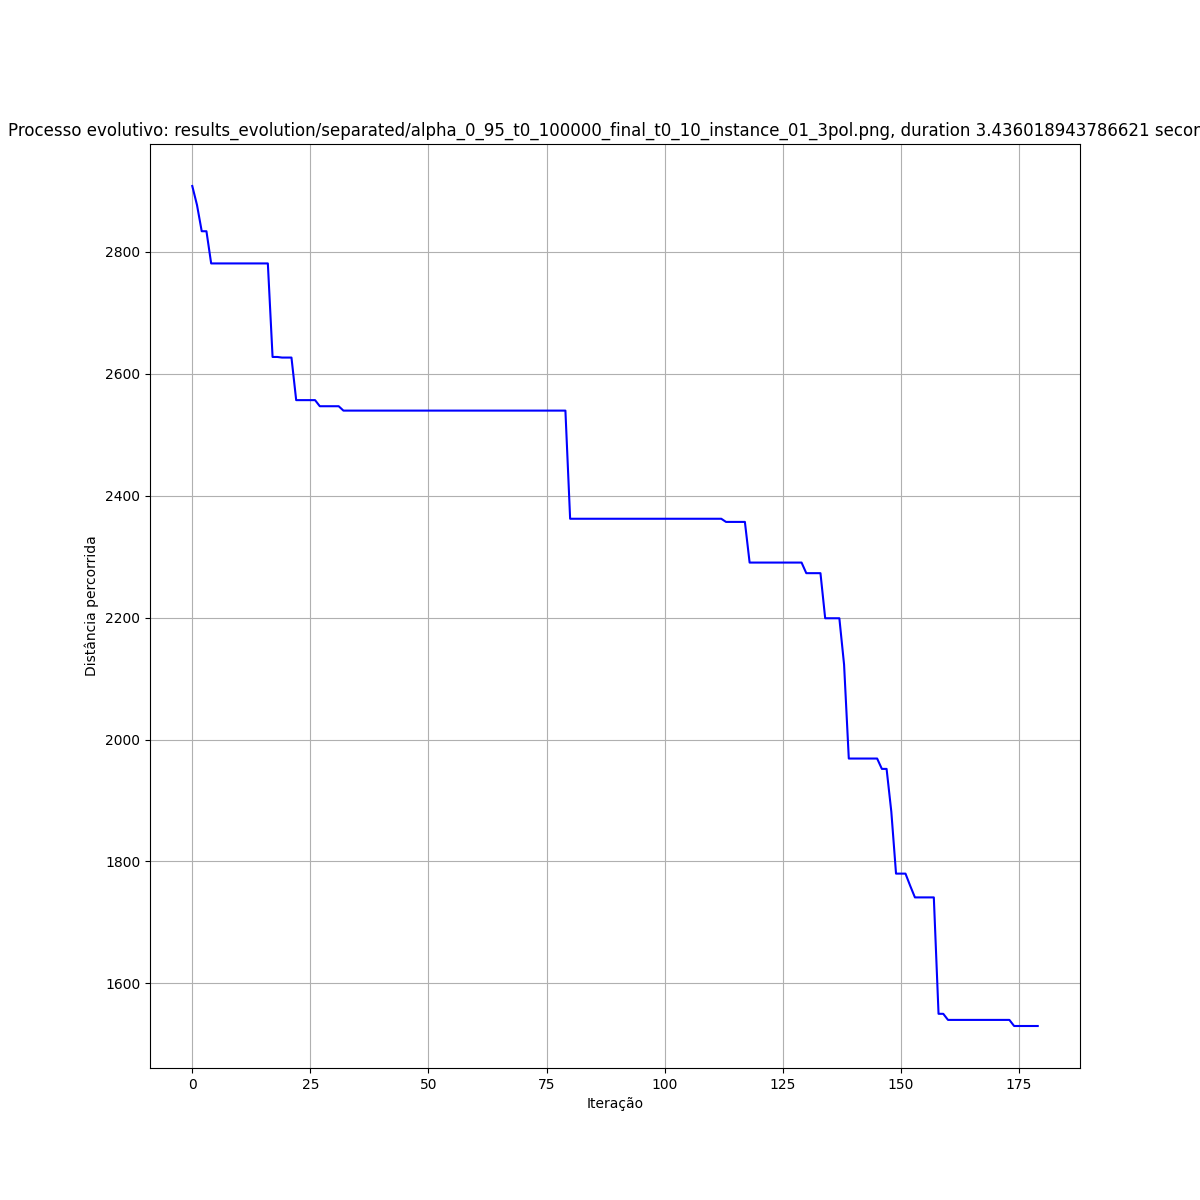 Processo evolutivo: results_evolution/separated/alpha_0_95_t0_100000_final_t0_10_instance_01_3pol.png, duration 3.436018943786621 secor
2800
2600
2400
2200
2000
1800
1600
Distância percorrida
0 25 50 75 100 125 150 175
Iteração